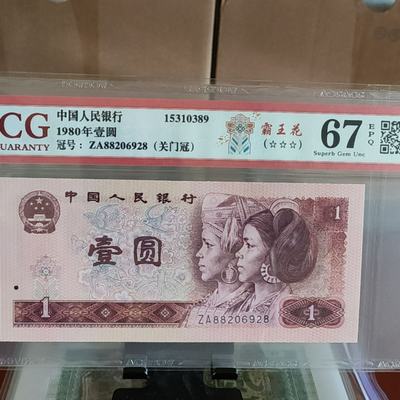 CG
UARANTY
中国人民银行 15310389
1980年壹圆
冠号: ZA88206928 (关门冠)
霸王花
(☆☆☆)
67
EPQ
Superb Gem Unc
中国人民银行
1
壹圆
1
1
ZA88206928